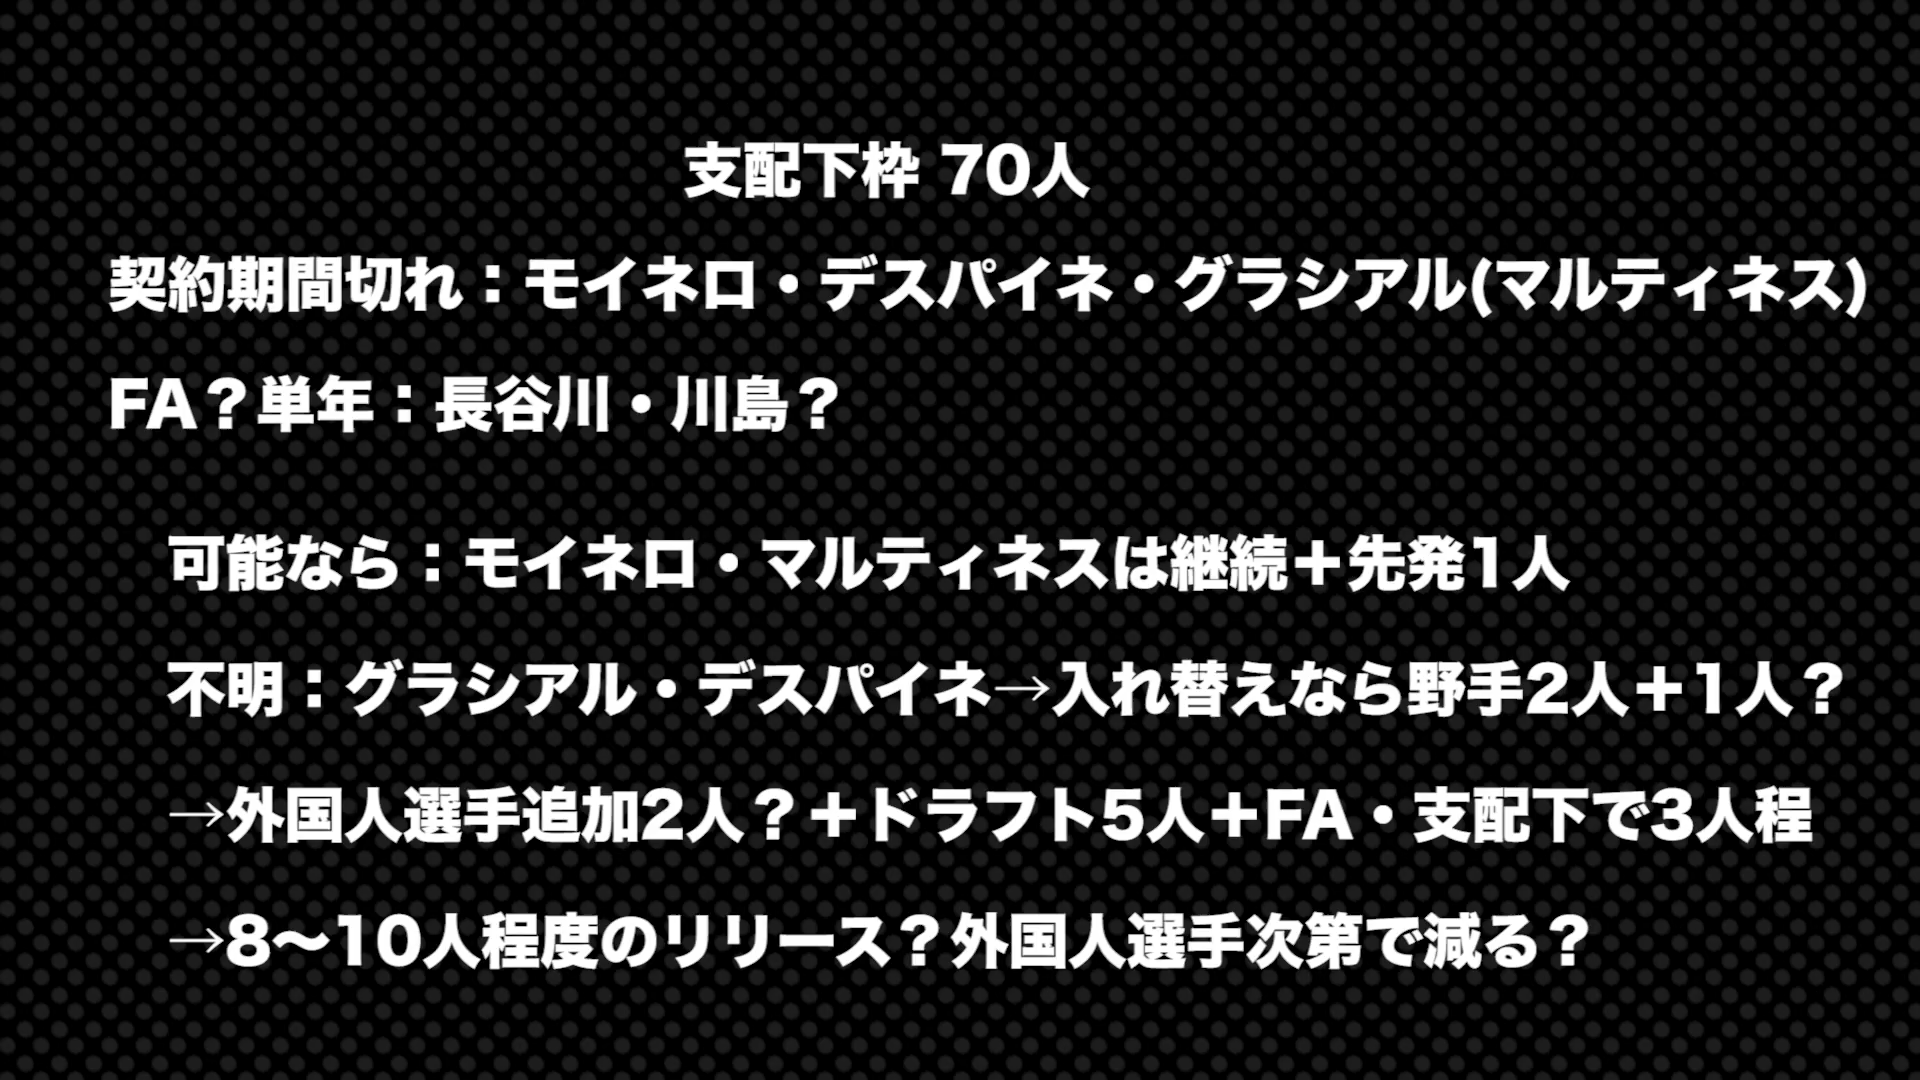 支配下枠 70人
契約期間切れ：モイネロ・デスパイネ・グラシアル(マルティネス)
FA？単年：長谷川・川島？
可能なら：モイネロ・マルティネスは継続＋先発1人
不明：グラシアル・デスパイネ→入れ替えなら野手2人＋1人？
→外国人選手追加2人？＋ドラフト5人＋FA・支配下で3人程
→8〜10人程度のリリース？外国人選手次第で減る？